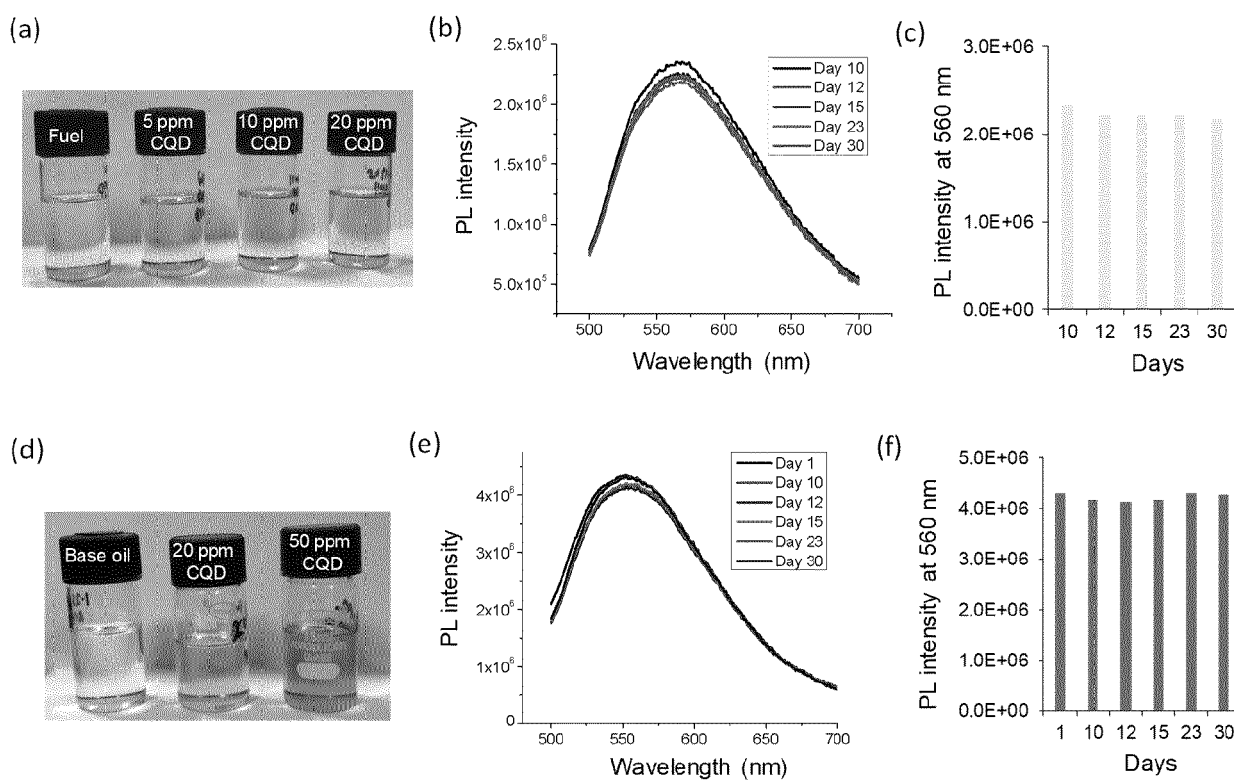 (a)
Fuel
5 ppm
CQD
10 ppm
CQD
20 ppm
CQD
(b)
PL intensity
2.5x10⁶
2.0x10⁶
1.5x10⁶
1.0x10⁶
5.0x10⁵
Day 10
Day 12
Day 15
Day 23
Day 30
500 550 600 650 700
Wavelength (nm)
(c)
PL intensity at 560 nm
3.0E+06
2.0E+06
1.0E+06
0.0E+00
10 12 15 23 30
Days
(d)
Base oil
20 ppm
CQD
50 ppm
CQD
(e)
PL intensity
4x10⁶
3x10⁶
2x10⁶
1x10⁶
0
Day 1
Day 10
Day 12
Day 15
Day 23
Day 30
500 550 600 650 700
Wavelength (nm)
(f)
PL intensity at 560 nm
5.0E+06
4.0E+06
3.0E+06
2.0E+06
1.0E+06
0.0E+00
1 10 12 15 23 30
Days